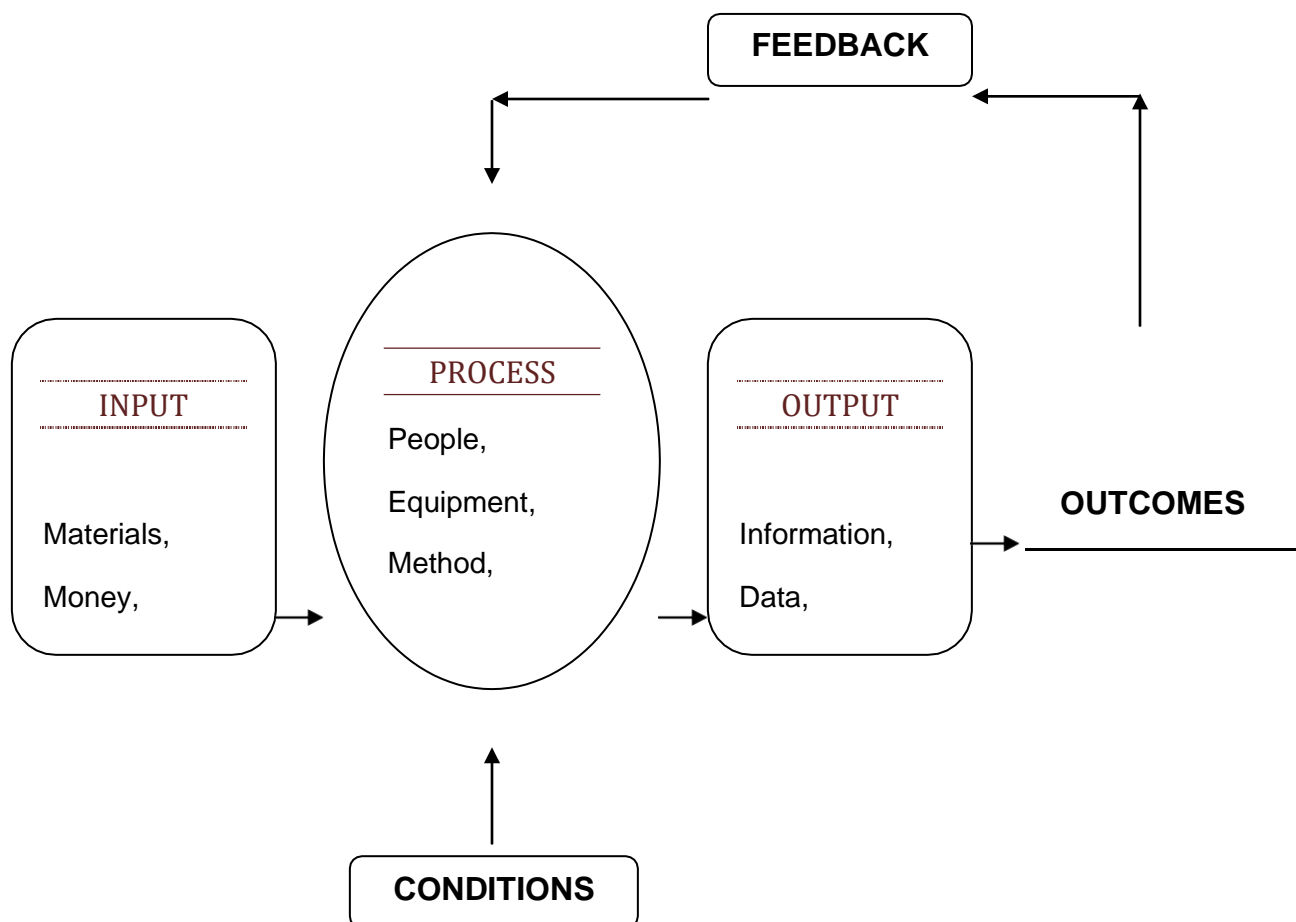 FEEDBACK
INPUT
Materials,
Money,
PROCESS
People,
Equipment,
Method,
OUTPUT
Information,
Data,
OUTCOMES
CONDITIONS